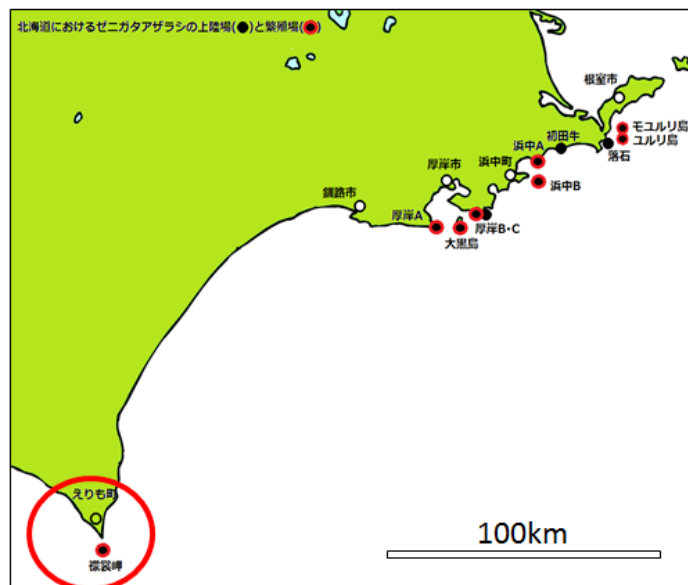 北海道におけるゼニガタアザラシの上陸場(●)と繁殖場( )
根室市
モユルリ島
ユルリ島
初田牛
落石
浜中A
浜中町
浜中B
厚岸市
釧路市
厚岸A
厚岸B・C
大黒島
えりも町
襟裳岬
100km